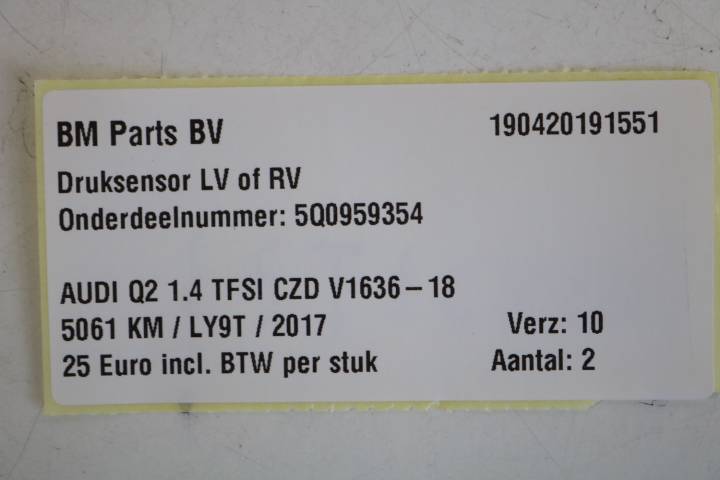 BM Parts BV 190420191551
Druksensor LV of RV
Onderdeelnummer: 5Q0959354
AUDI Q2 1.4 TFSI CZD V1636-18
5061 KM / LY9T / 2017 Verz: 10
25 Euro incl. BTW per stuk Aantal: 2